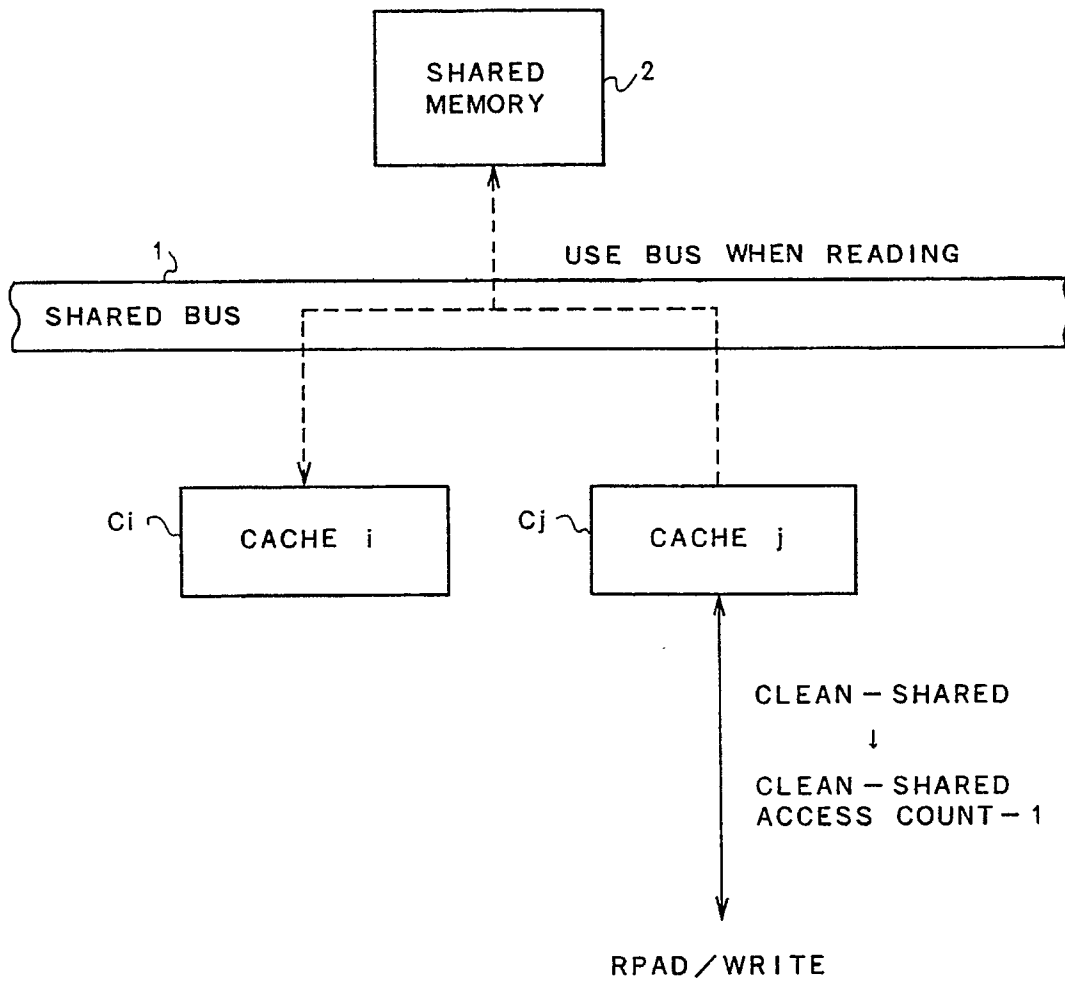 SHARED
MEMORY
2
1
USE BUS WHEN READING
SHARED BUS
Ci
CACHE i
Cj
CACHE j
CLEAN-SHARED
↓
CLEAN-SHARED
ACCESS COUNT-1
RPAD/WRITE